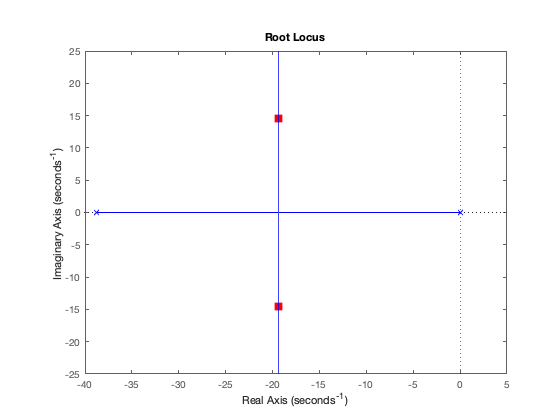 Root Locus
25
20
15
10
5
0
-5
-10
-15
-20
-25
Imaginary Axis (seconds⁻¹)
-40 -35 -30 -25 -20 -15 -10 -5 0 5
Real Axis (seconds⁻¹)